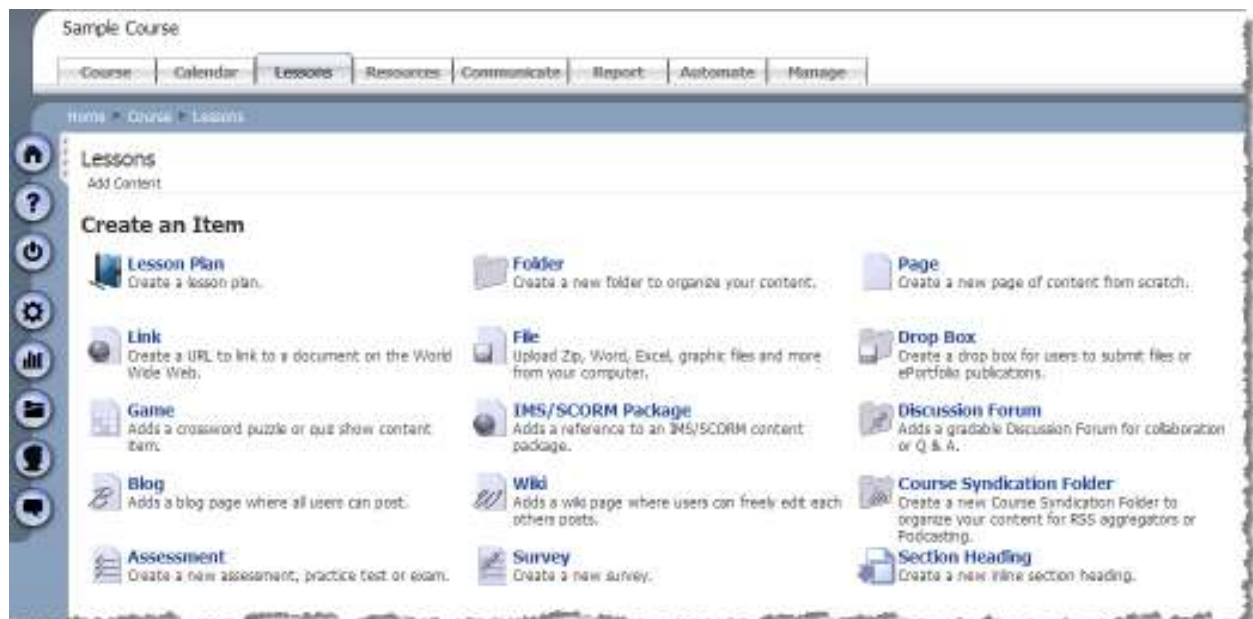 Sample Course
Course Calendar Lessons Resources Communicate Report Automate Manage
Home Course Lessons
Lessons
Add Content
Create an Item
Lesson Plan
Create a lesson plan.
Folder
Create a new folder to organize your content.
Page
Create a new page of content from scratch.
Link
Create a URL to link to a document on the World
Wide Web.
File
Upload Zip, Word, Excel, graphic files and more
from your computer.
Drop Box
Create a drop box for users to submit files or
ePortfolio publications.
Game
Adds a crossword puzzle or quiz show content
item.
IMS/SCORM Package
Adds a reference to an IMS/SCORM content
package.
Discussion Forum
Adds a gradable Discussion Forum for collaboration
or Q & A.
Blog
Adds a blog page where all users can post.
Wiki
Adds a wiki page where users can freely edit each
others posts.
Course Syndication Folder
Create a new Course Syndication Folder to
organize your content for RSS aggregators or
Podcasting.
Assessment
Create a new assessment, practice test or exam.
Survey
Create a new survey.
Section Heading
Create a new inline section heading.